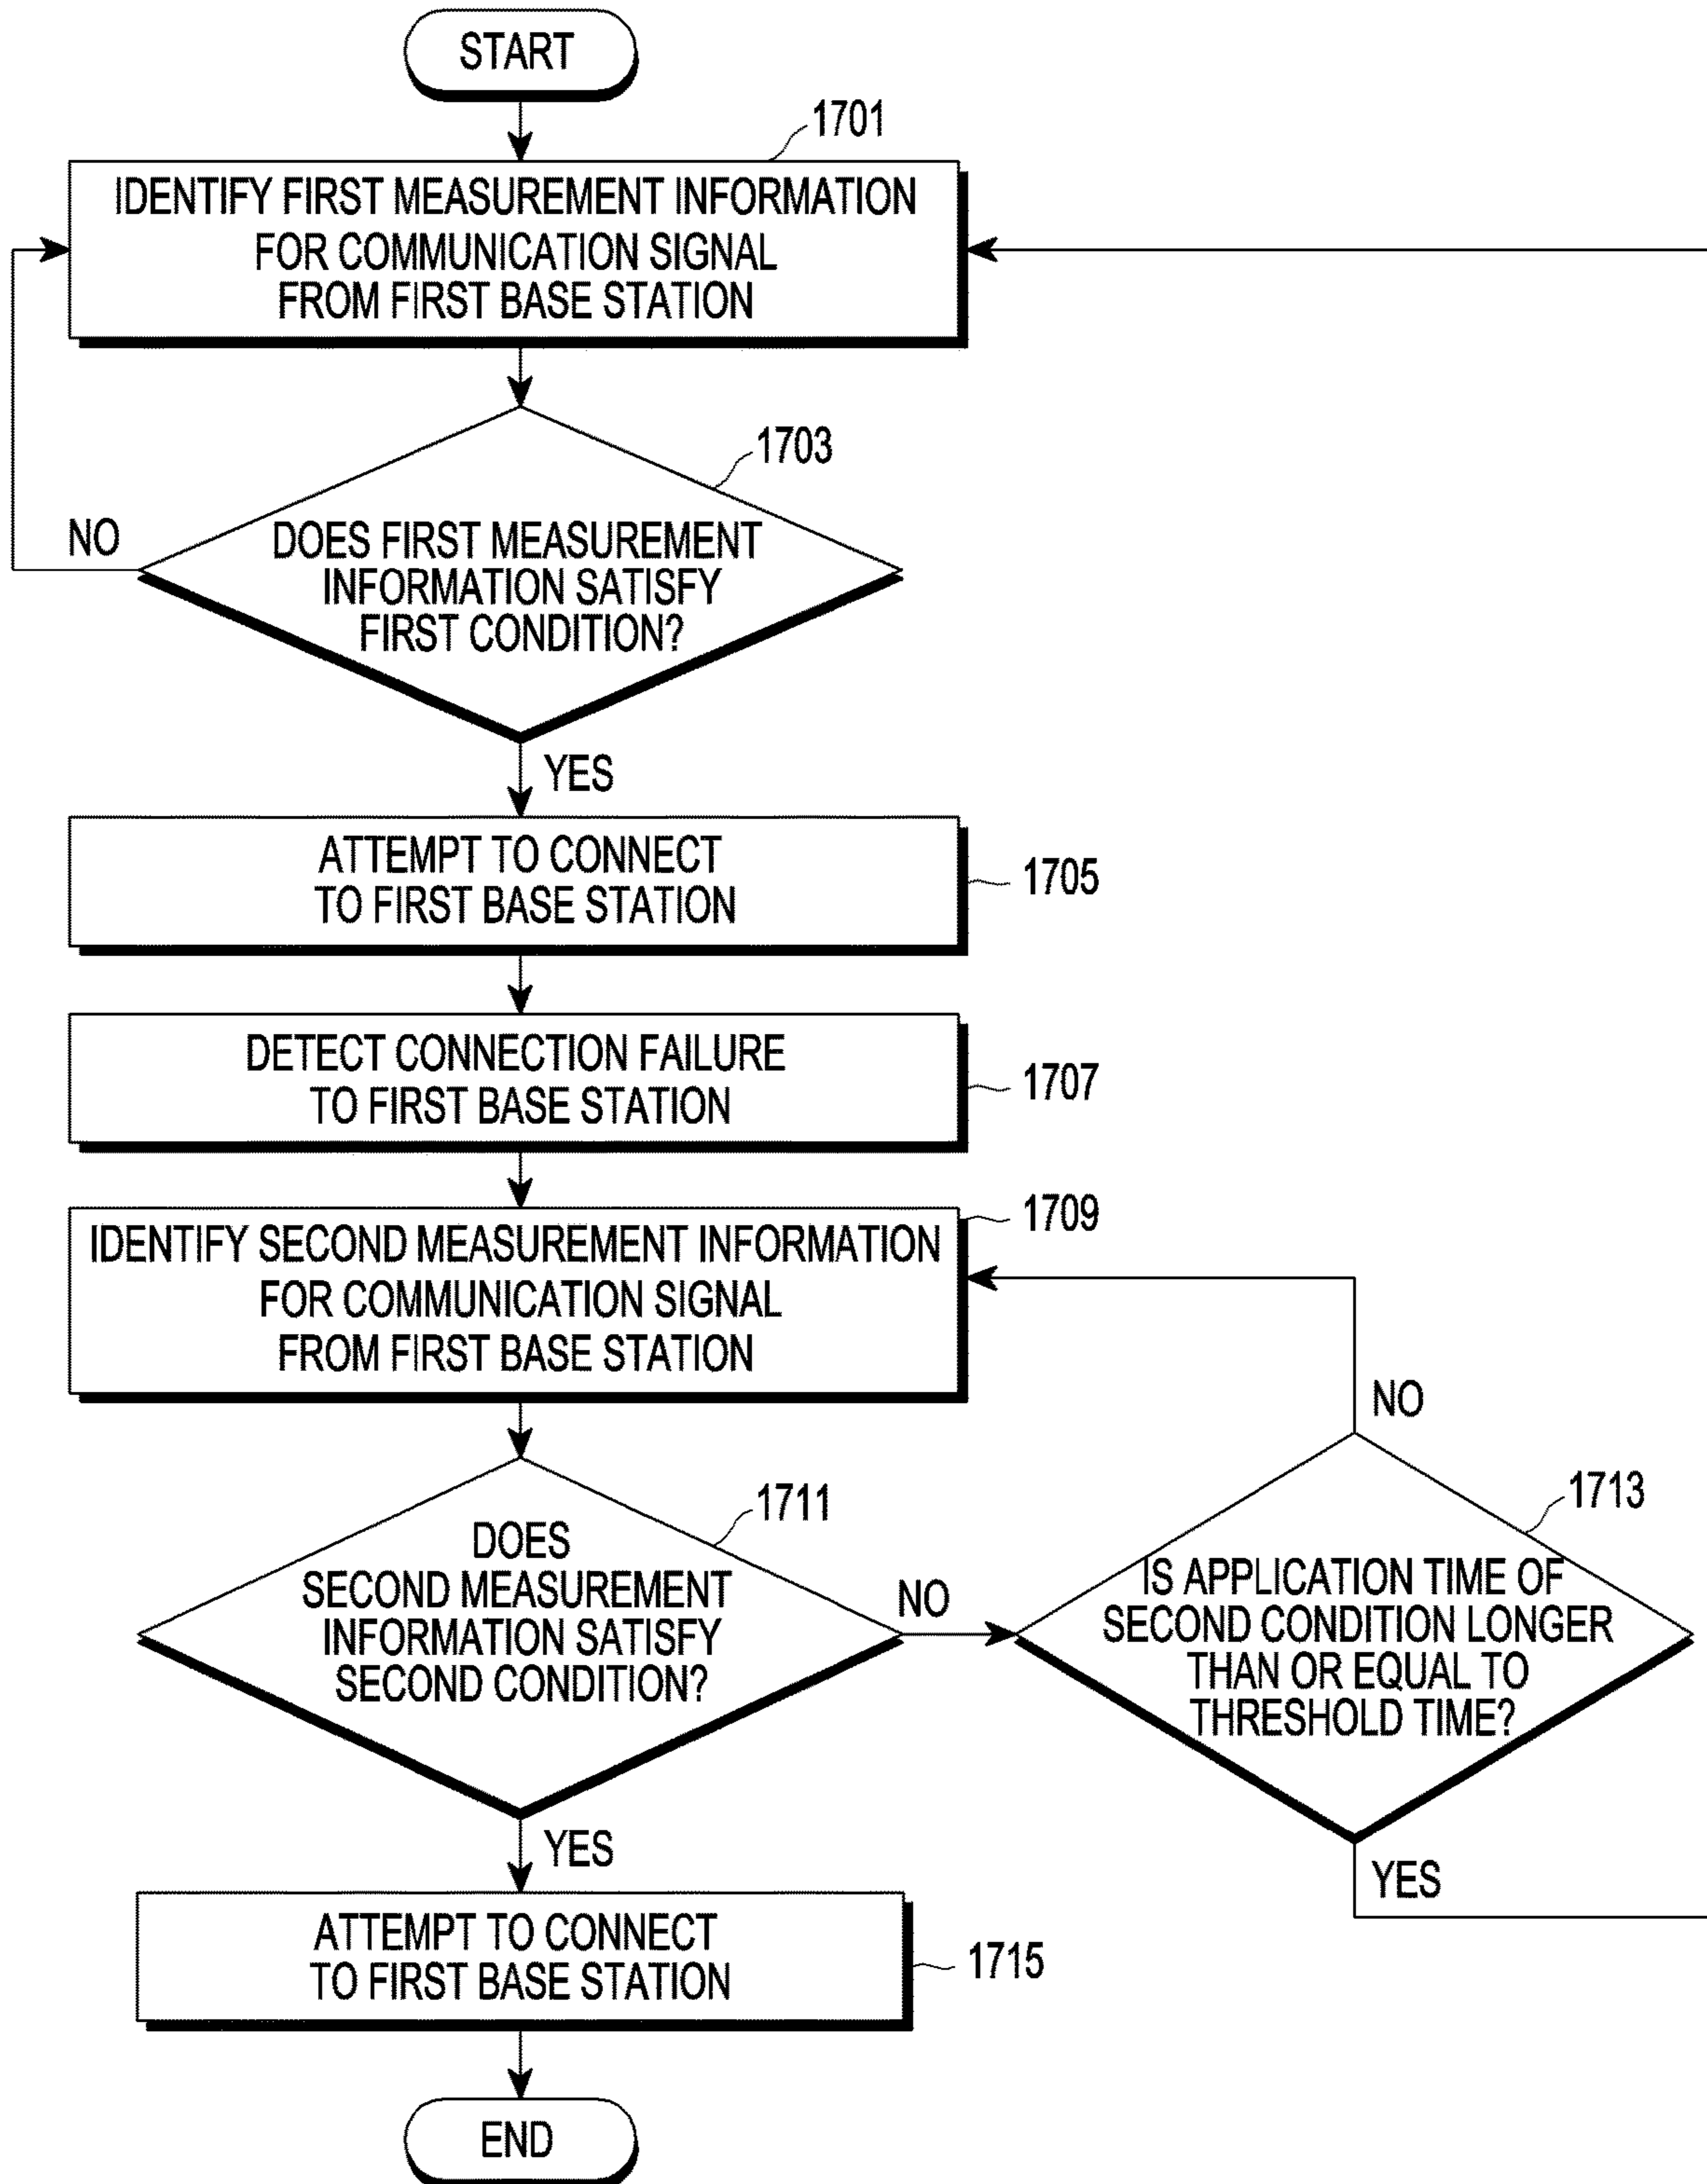 START
1701
IDENTIFY FIRST MEASUREMENT INFORMATION
FOR COMMUNICATION SIGNAL
FROM FIRST BASE STATION
1703
NO
DOES FIRST MEASUREMENT
INFORMATION SATISFY
FIRST CONDITION?
YES
ATTEMPT TO CONNECT
TO FIRST BASE STATION
1705
DETECT CONNECTION FAILURE
TO FIRST BASE STATION
1707
1709
IDENTIFY SECOND MEASUREMENT INFORMATION
FOR COMMUNICATION SIGNAL
FROM FIRST BASE STATION
NO
1711
DOES
SECOND MEASUREMENT
INFORMATION SATISFY
SECOND CONDITION?
NO
1713
IS APPLICATION TIME OF
SECOND CONDITION LONGER
THAN OR EQUAL TO
THRESHOLD TIME?
YES
YES
ATTEMPT TO CONNECT
TO FIRST BASE STATION
1715
END